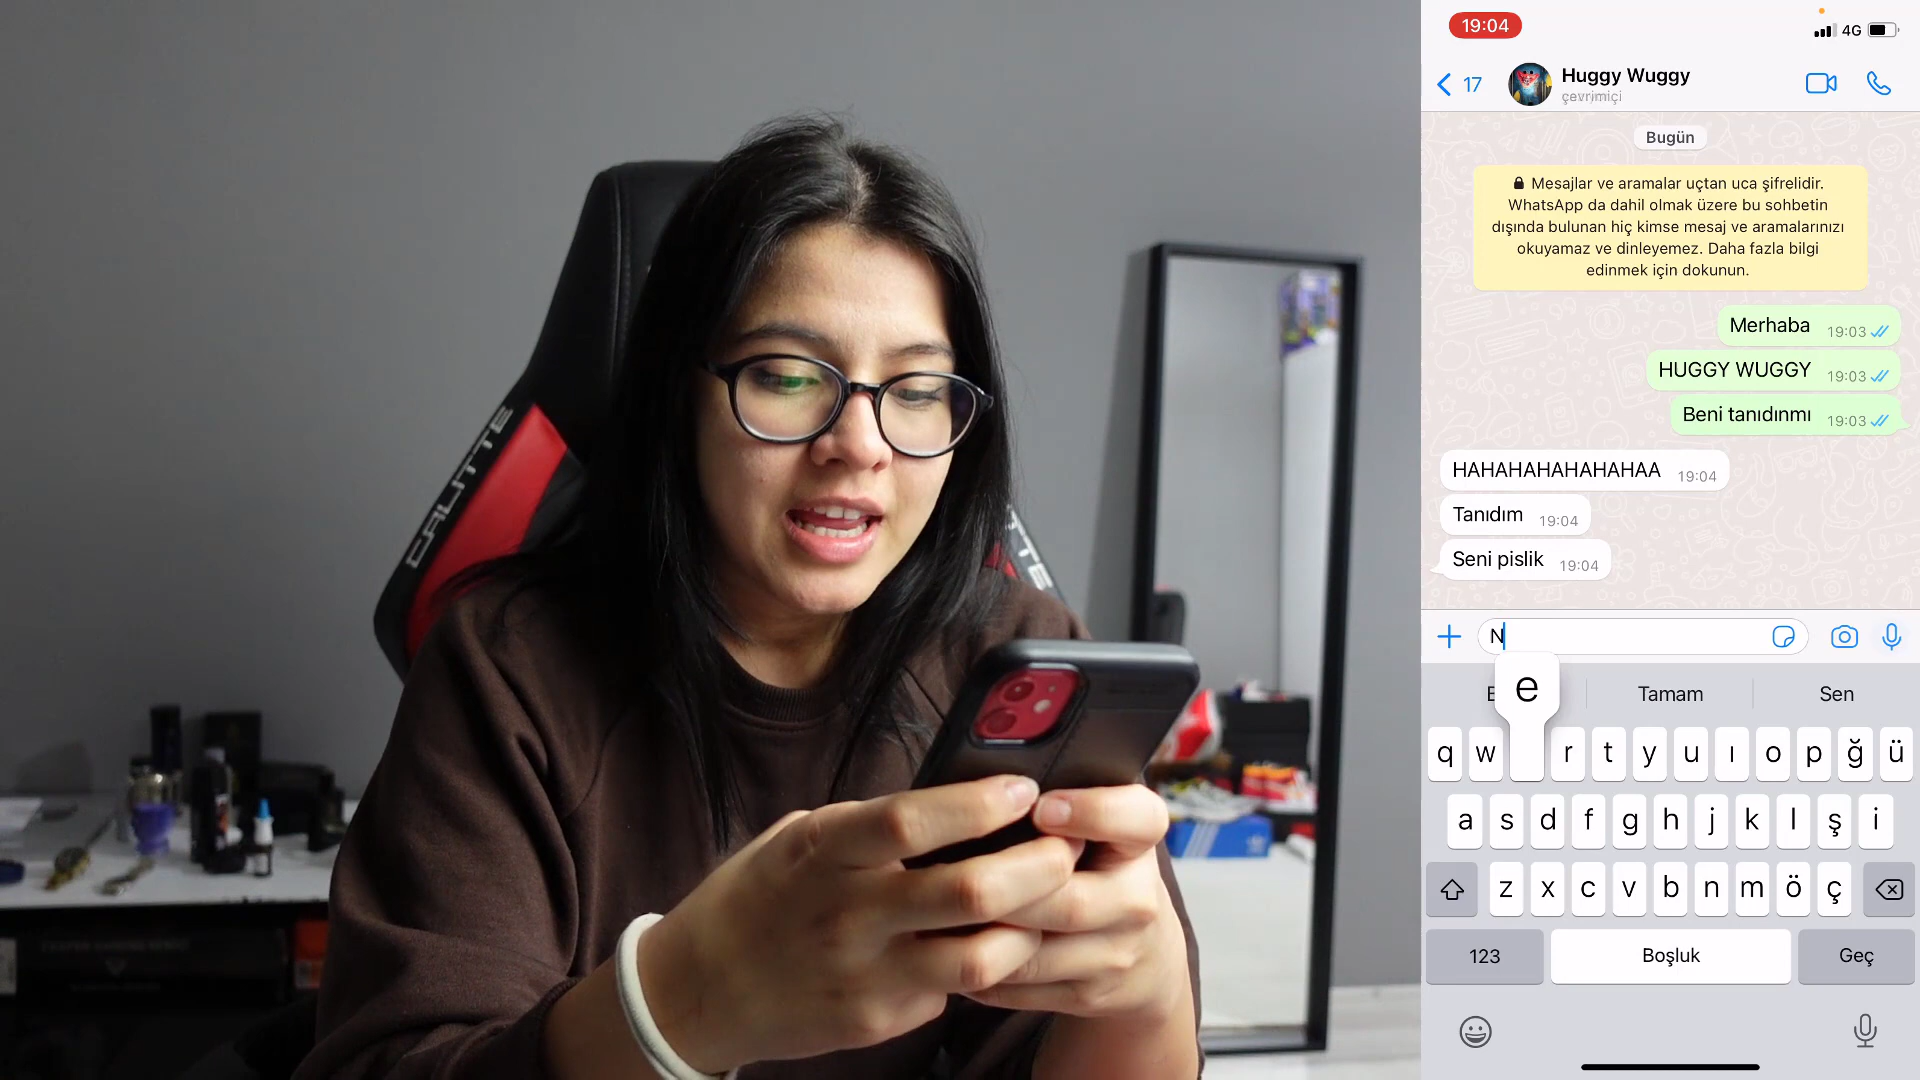 19:04
4G
17
Huggy Wuggy
çevrimiçi
Bugün
Mesajlar ve aramalar uçtan uca şifrelidir.
WhatsApp da dahil olmak üzere bu sohbetin
dışında bulunan hiç kimse mesaj ve aramalarınızı
okuyamaz ve dinleyemez. Daha fazla bilgi
edinmek için dokunun.
Merhaba 19:03
HUGGY WUGGY 19:03
Beni tanıdınmı 19:03
HAHAHAHAHAHAHAA 19:04
Tanıdım 19:04
Seni pislik 19:04
N
e
Tamam Sen
q w r t y u ı o p ğ ü
a s d f g h j k l ş i
z x c v b n m ö ç
123 Boşluk Geç